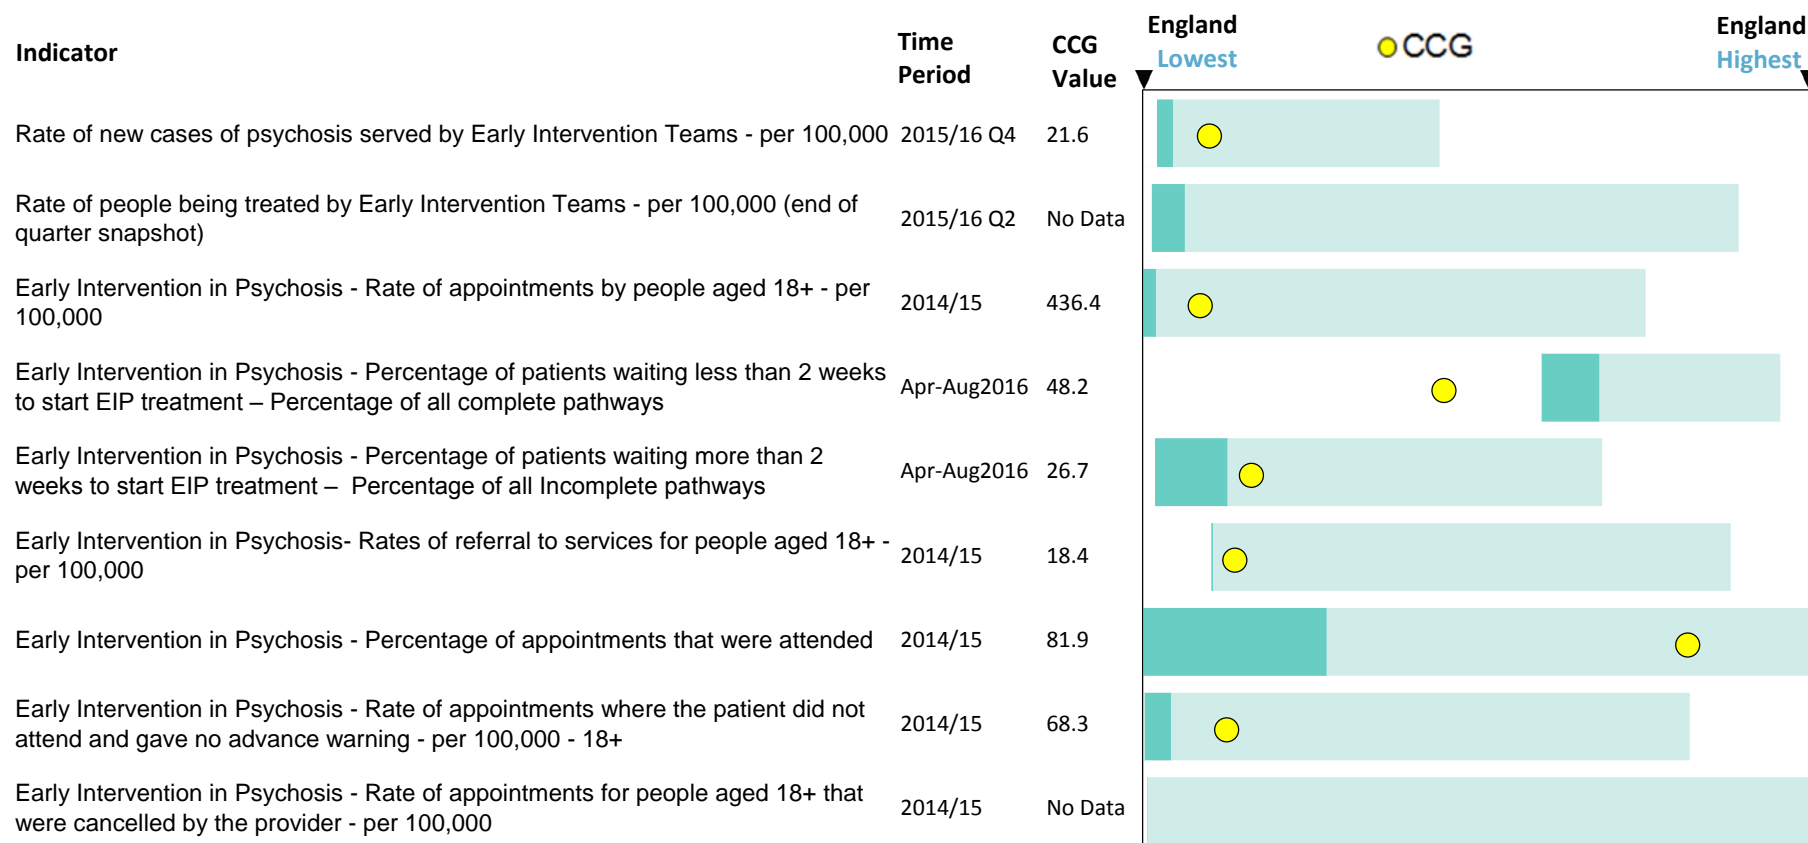 Indicator
Time
Period
CCG
Value
England
Lowest
CCG
England
Highest
Rate of new cases of psychosis served by Early Intervention Teams - per 100,000 2015/16 Q4 21.6
Rate of people being treated by Early Intervention Teams - per 100,000 (end of
quarter snapshot)
2015/16 Q2 No Data
Early Intervention in Psychosis - Rate of appointments by people aged 18+ - per
100,000
2014/15 436.4
Early Intervention in Psychosis - Percentage of patients waiting less than 2 weeks
to start EIP treatment – Percentage of all complete pathways
Apr-Aug2016 48.2
Early Intervention in Psychosis - Percentage of patients waiting more than 2
weeks to start EIP treatment – Percentage of all Incomplete pathways
Apr-Aug2016 26.7
Early Intervention in Psychosis- Rates of referral to services for people aged 18+ -
per 100,000
2014/15 18.4
Early Intervention in Psychosis - Percentage of appointments that were attended 2014/15 81.9
Early Intervention in Psychosis - Rate of appointments where the patient did not
attend and gave no advance warning - per 100,000 - 18+
2014/15 68.3
Early Intervention in Psychosis - Rate of appointments for people aged 18+ that
were cancelled by the provider - per 100,000
2014/15 No Data